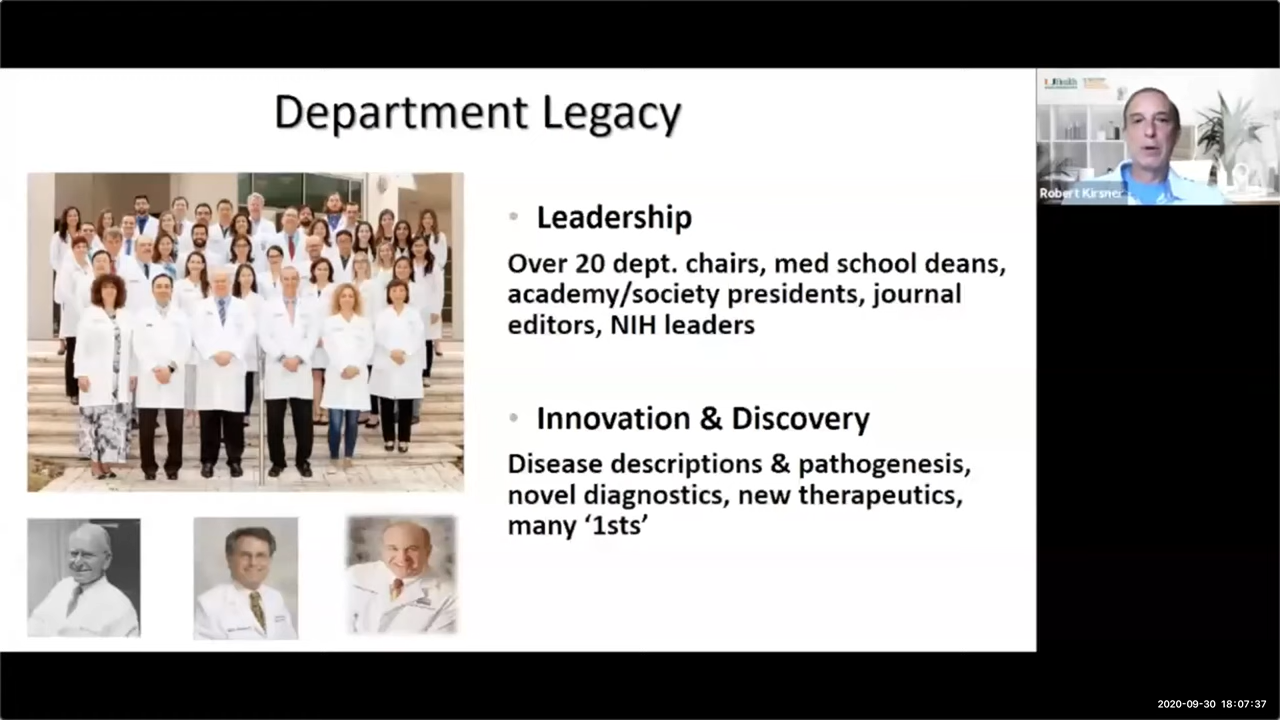 Department Legacy
• Leadership
Over 20 dept. chairs, med school deans,
academy/society presidents, journal
editors, NIH leaders
• Innovation & Discovery
Disease descriptions & pathogenesis,
novel diagnostics, new therapeutics,
many ‘1sts’
UHealth
Robert Kirsner
2020-09-30 18:07:37